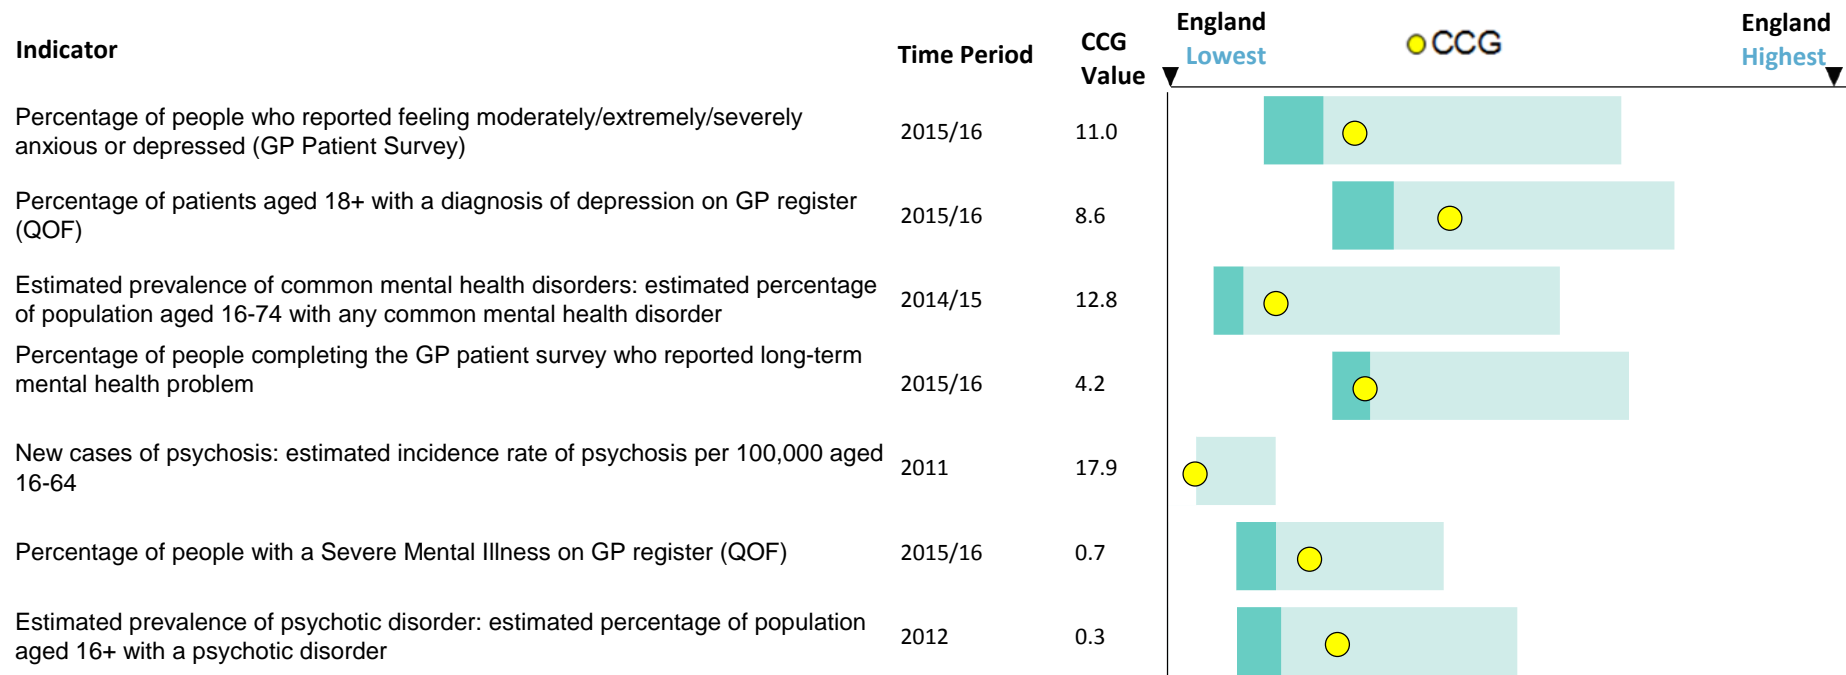 Indicator
Time Period
CCG
Value
England
Lowest
CCG
England
Highest
Percentage of people who reported feeling moderately/extremely/severely
anxious or depressed (GP Patient Survey)
2015/16
11.0
Percentage of patients aged 18+ with a diagnosis of depression on GP register
(QOF)
2015/16
8.6
Estimated prevalence of common mental health disorders: estimated percentage
of population aged 16-74 with any common mental health disorder
2014/15
12.8
Percentage of people completing the GP patient survey who reported long-term
mental health problem
2015/16
4.2
New cases of psychosis: estimated incidence rate of psychosis per 100,000 aged
16-64
2011
17.9
Percentage of people with a Severe Mental Illness on GP register (QOF)
2015/16
0.7
Estimated prevalence of psychotic disorder: estimated percentage of population
aged 16+ with a psychotic disorder
2012
0.3